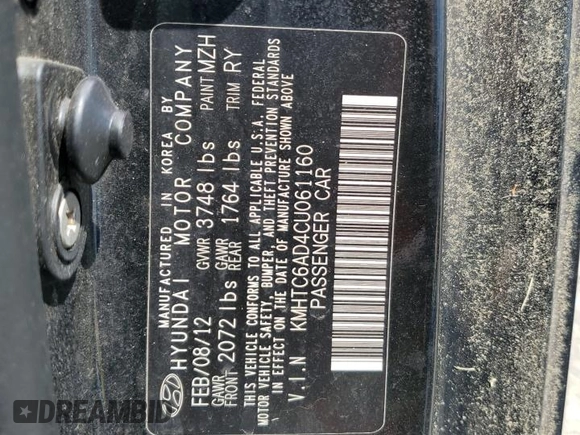 MANUFACTURED IN KOREA BY
HYUNDAI MOTOR COMPANY
FEB/08/12 GVWR 3748 lbs PAINT MZH
GAWR FRONT 2072 lbs GAWR REAR 1764 lbs TRIM RY
THIS VEHICLE CONFORMS TO ALL APPLICABLE U.S.A. FEDERAL
MOTOR VEHICLE SAFETY, BUMPER, AND THEFT PREVENTION STANDARDS
IN EFFECT ON THE DATE OF MANUFACTURE SHOWN ABOVE
V.I.N KMHTC6AD4CU061160
PASSENGER CAR
DREAMBID